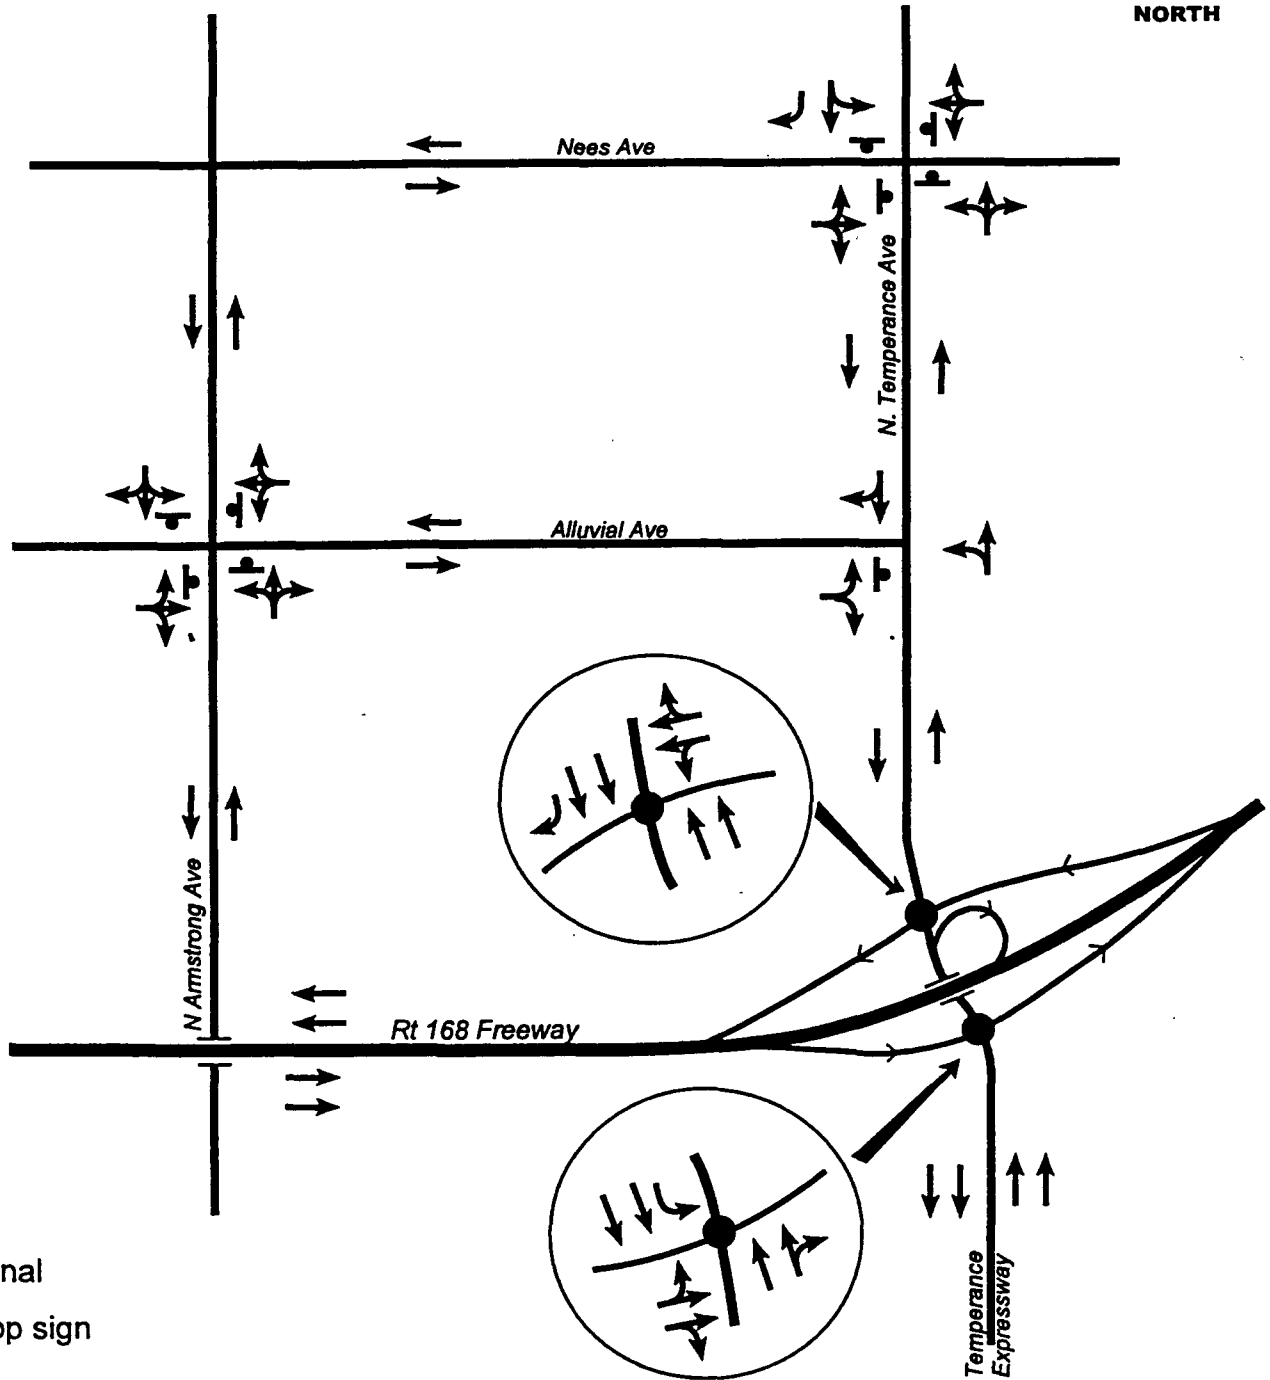 NORTH
Nees Ave
N. Temperance Ave
Alluvial Ave
N Armstrong Ave
Rt 168 Freeway
Temperance
Expressway
nal
op sign